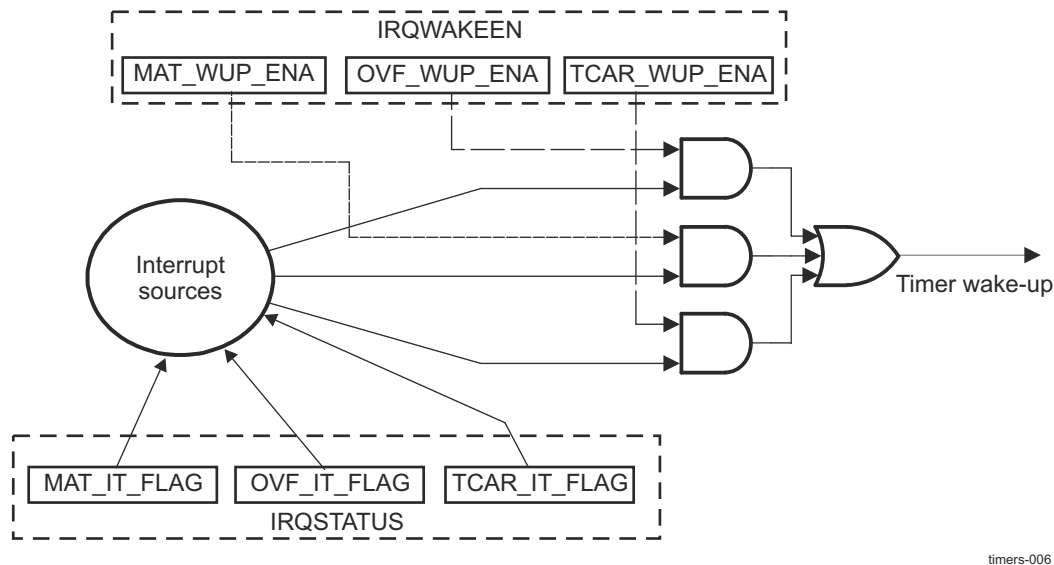 IRQWAKEEN
MAT_WUP_ENA OVF_WUP_ENA TCAR_WUP_ENA
Interrupt
sources
Timer wake-up
MAT_IT_FLAG OVF_IT_FLAG TCAR_IT_FLAG
IRQSTATUS
timers-006